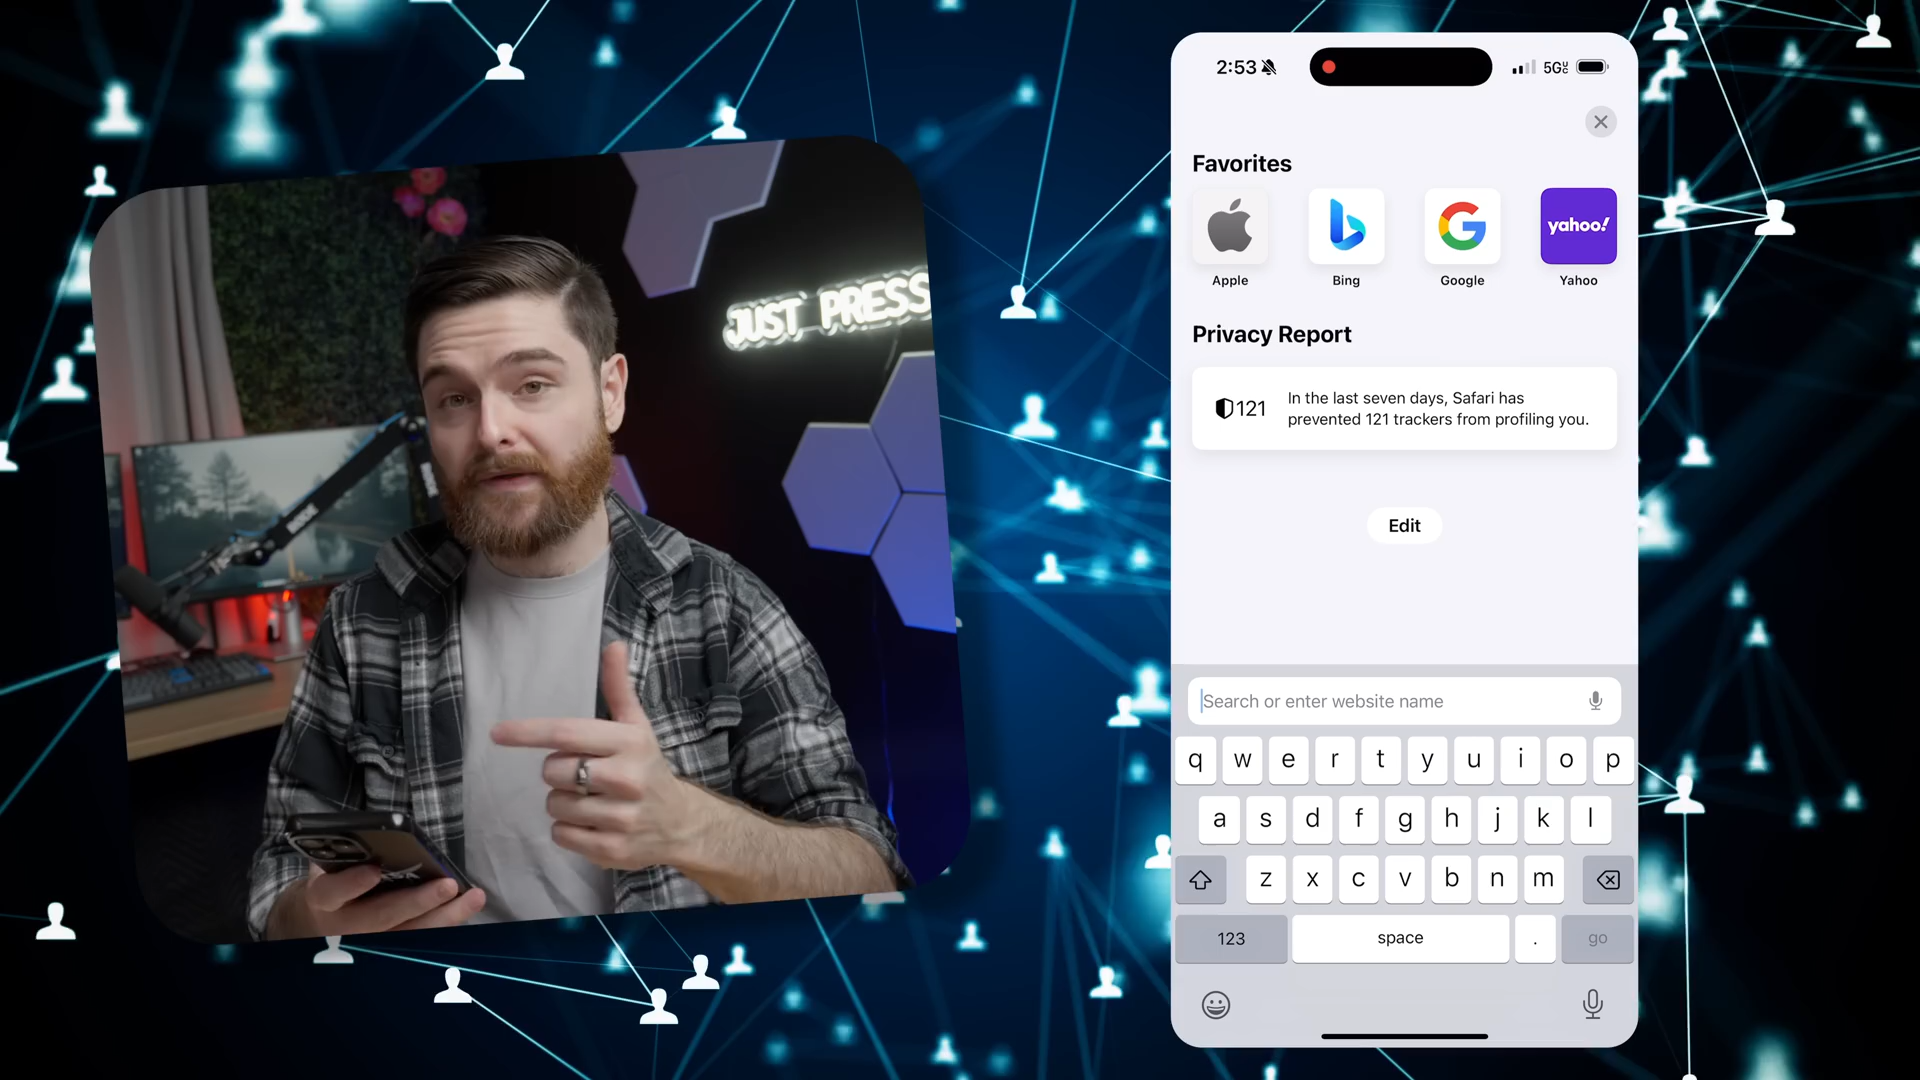 JUST PRESS
2:53
5G
Favorites
yahoo!
Apple
Bing
Google
Yahoo
Privacy Report
121
In the last seven days, Safari has
prevented 121 trackers from profiling you.
Edit
Search or enter website name
q w e r t y u i o p
a s d f g h j k l
z x c v b n m
123
space
.
go